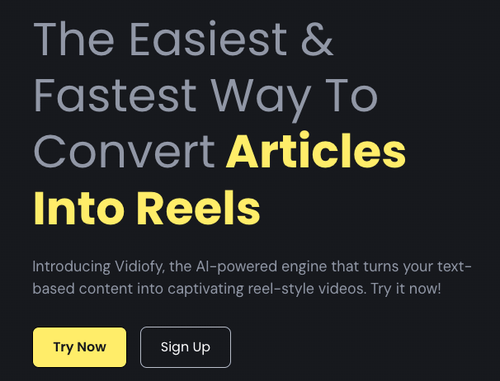 The Easiest &
Fastest Way To
Convert Articles
Into Reels
Introducing Vidiofy, the AI-powered engine that turns your text-
based content into captivating reel-style videos. Try it now!
Try Now
Sign Up